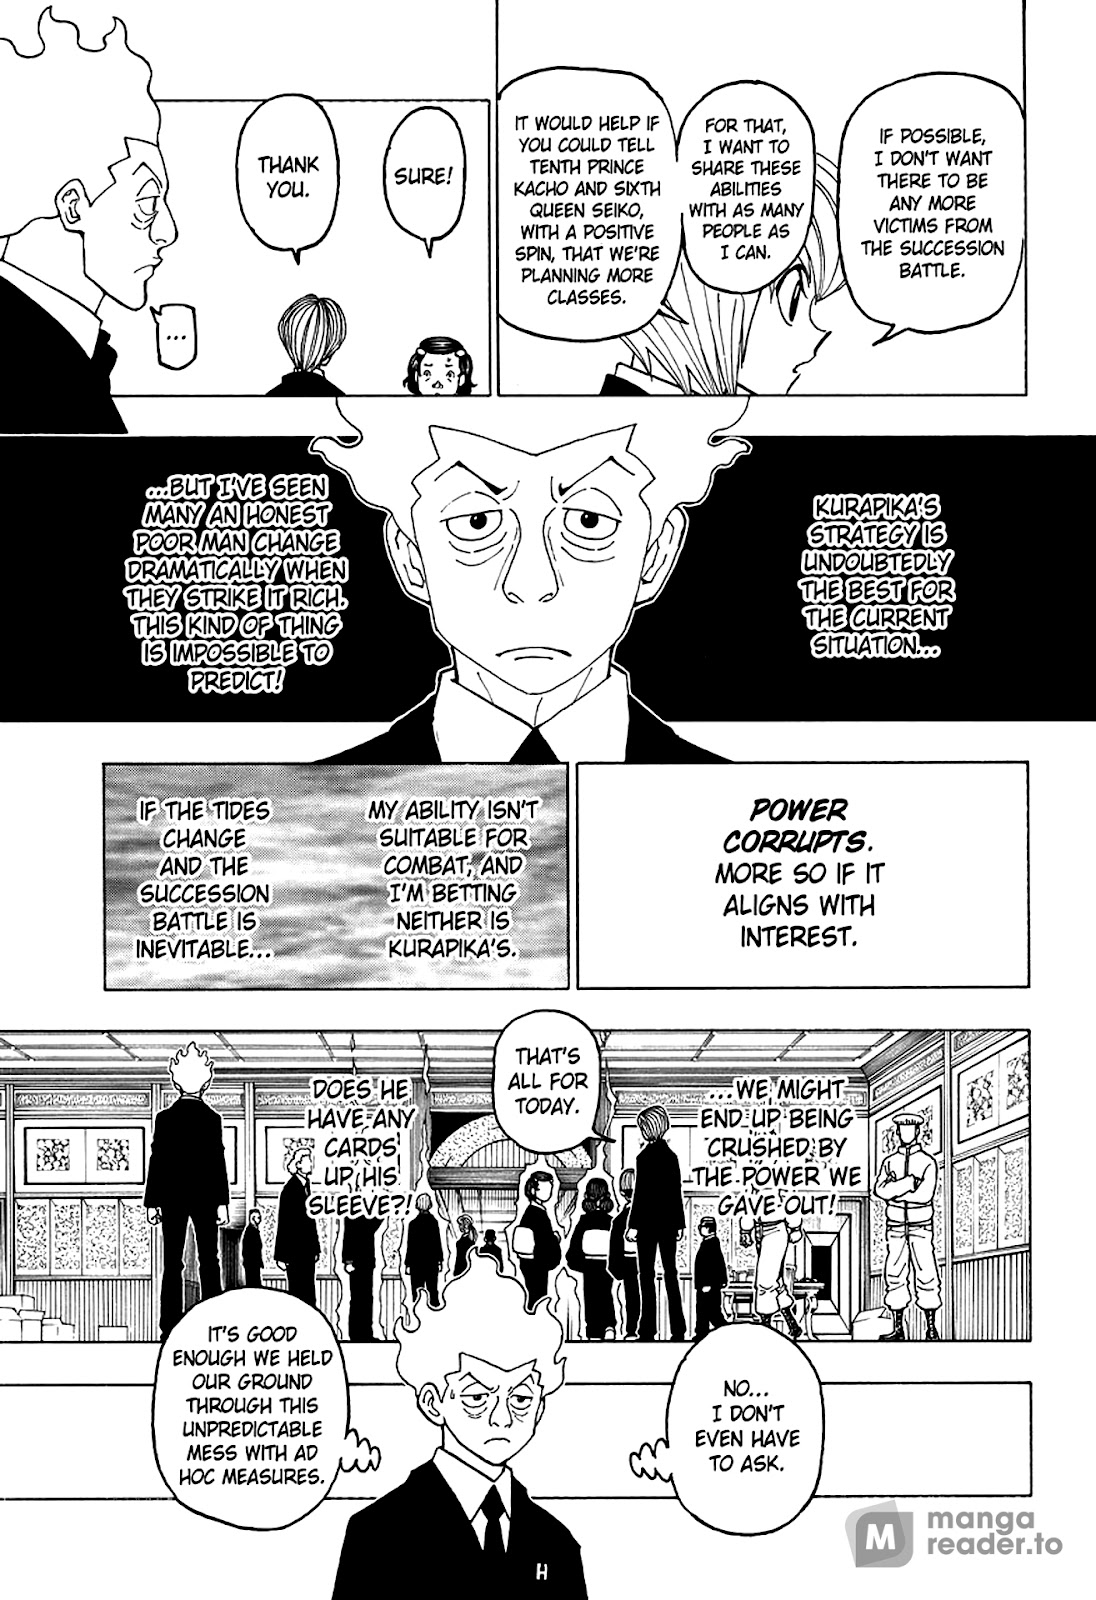 IF POSSIBLE,
I DON'T WANT
THERE TO BE
ANY MORE
VICTIMS FROM
THE SUCCESSION
BATTLE.
FOR THAT,
I WANT TO
SHARE THESE
ABILITIES
WITH AS MANY
PEOPLE AS
I CAN.
IT WOULD HELP IF
YOU COULD TELL
TENTH PRINCE
KACHO AND SIXTH
QUEEN SEIKO,
WITH A POSITIVE
SPIN, THAT WE'RE
PLANNING MORE
CLASSES.
SURE!
THANK
YOU.
...
KURAPIKA'S
STRATEGY IS
UNDOUBTEDLY
THE BEST FOR
THE CURRENT
SITUATION...
...BUT I'VE SEEN
MANY AN HONEST
POOR MAN CHANGE
DRAMATICALLY WHEN
THEY STRIKE IT RICH.
THIS KIND OF THING
IS IMPOSSIBLE TO
PREDICT!
POWER
CORRUPTS.
MORE SO IF IT
ALIGNS WITH
INTEREST.
MY ABILITY ISN'T
SUITABLE FOR
COMBAT, AND
I'M BETTING
NEITHER IS
KURAPIKA'S.
IF THE TIDES
CHANGE
AND THE
SUCCESSION
BATTLE IS
INEVITABLE...
...WE MIGHT
END UP BEING
CRUSHED BY
THE POWER WE
GAVE OUT!
THAT'S
ALL FOR
TODAY.
DOES HE
HAVE ANY
CARDS
UP HIS
SLEEVE?!
NO...
I DON'T
EVEN HAVE
TO ASK.
IT'S GOOD
ENOUGH WE HELD
OUR GROUND
THROUGH THIS
UNPREDICTABLE
MESS WITH AD
HOC MEASURES.
H
M manga
reader.to